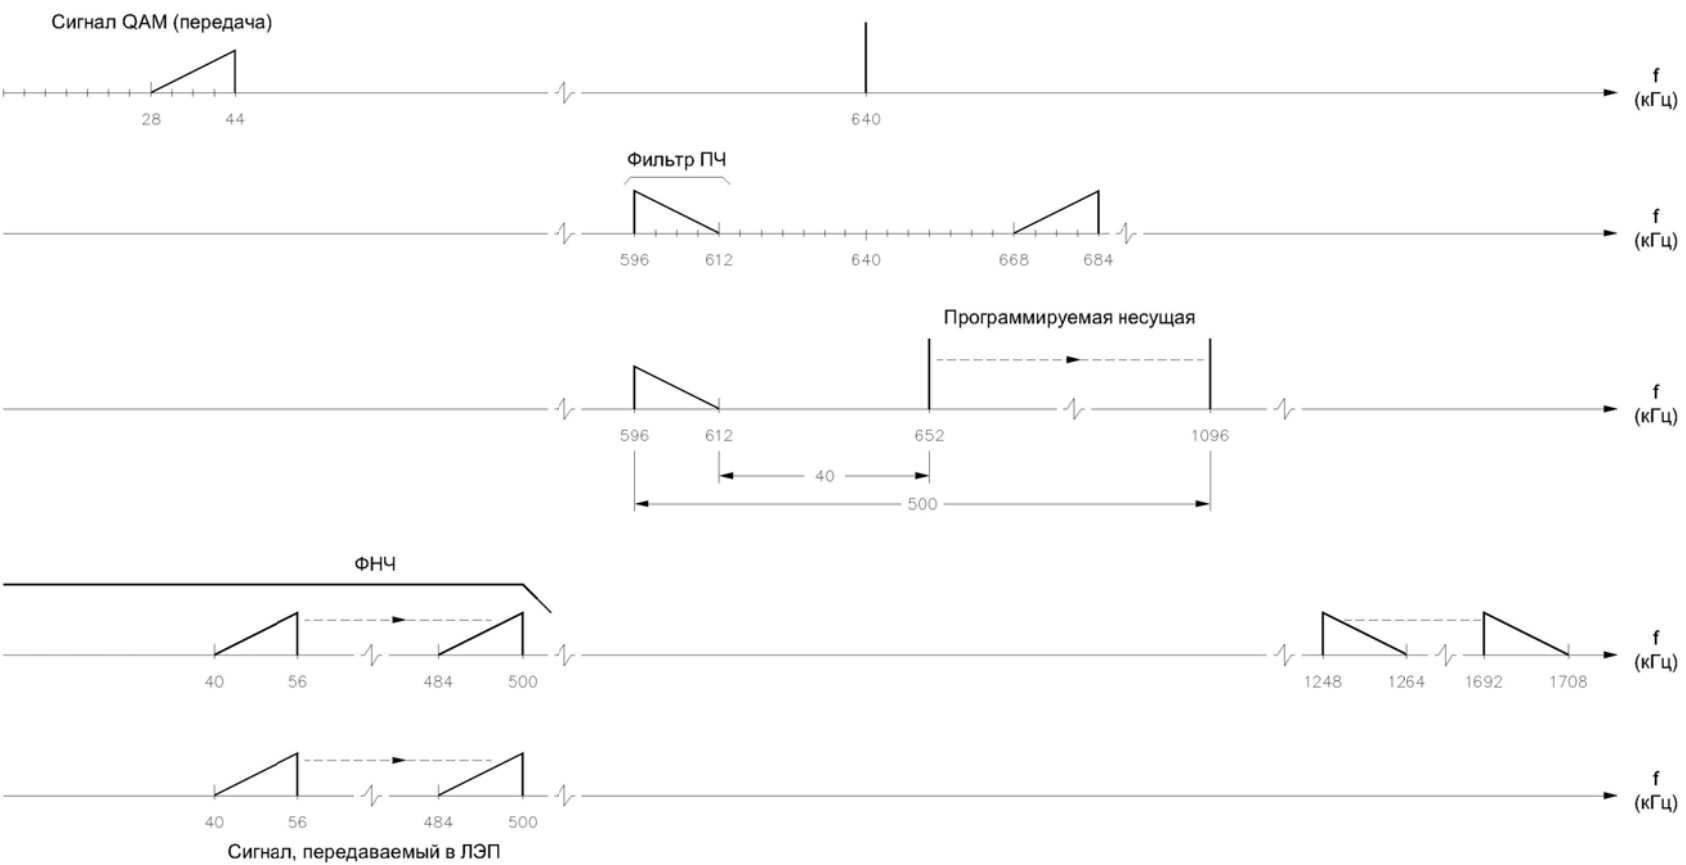 Сигнал QAM (передача)
f
(кГц)
28 44 640
Фильтр ПЧ
f
(кГц)
596 612 640 668 684
Программируемая несущая
f
(кГц)
596 612 652 1096
40
500
ФНЧ
f
(кГц)
40 56 484 500 1248 1264 1692 1708
f
(кГц)
40 56 484 500
Сигнал, передаваемый в ЛЭП